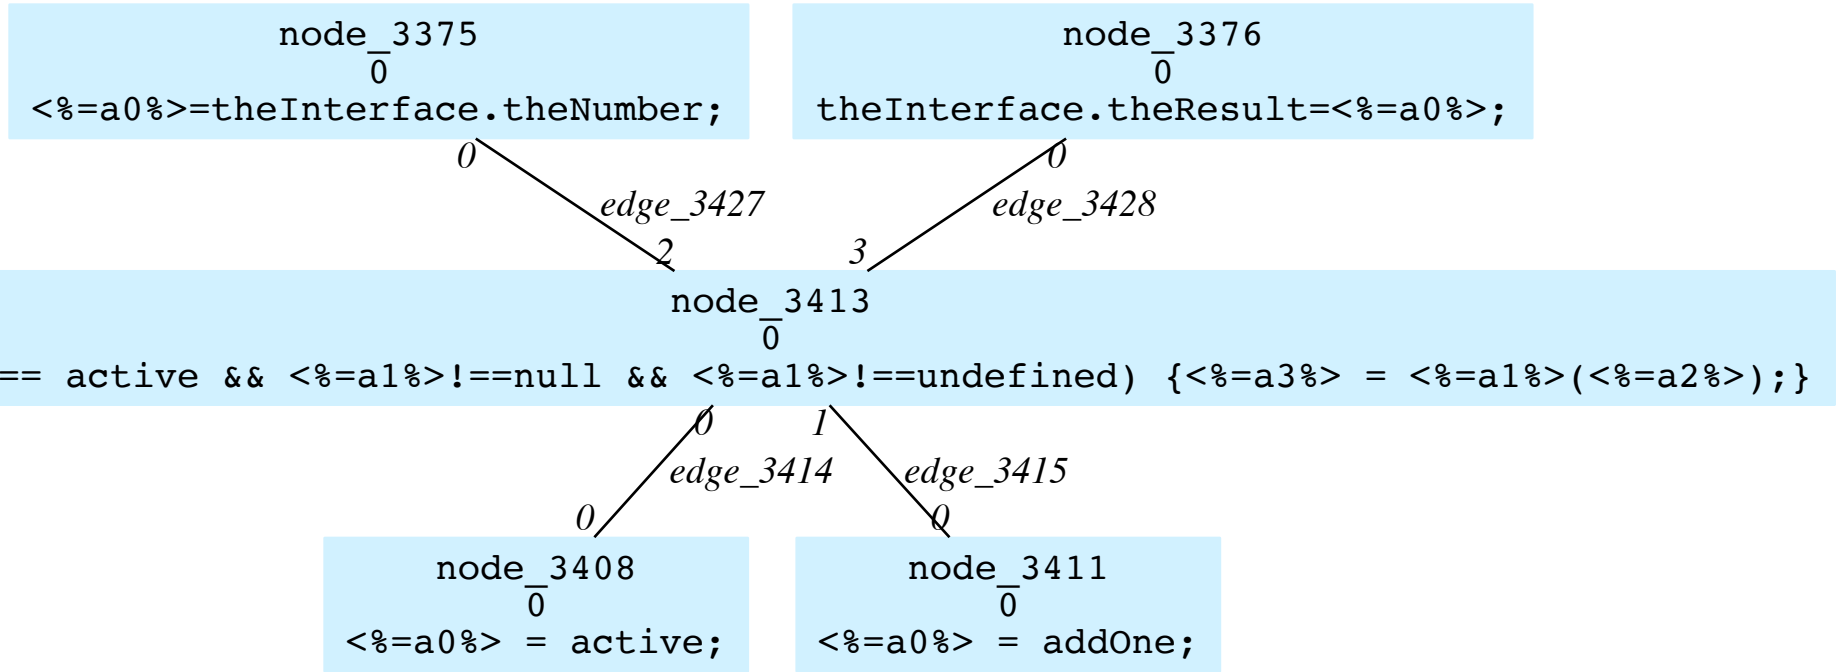 node_3375
0
<%=a0%>=theInterface.theNumber;
node_3376
0
theInterface.theResult=<%=a0%>;
0
0
edge_3427
edge_3428
2
3
node_3413
0
== active && <%=a1%>!==null && <%=a1%>!==undefined) {<%=a3%> = <%=a1%>(<%=a2%>);}
0
1
edge_3414
edge_3415
0
0
node_3408
0
<%=a0%> = active;
node_3411
0
<%=a0%> = addOne;